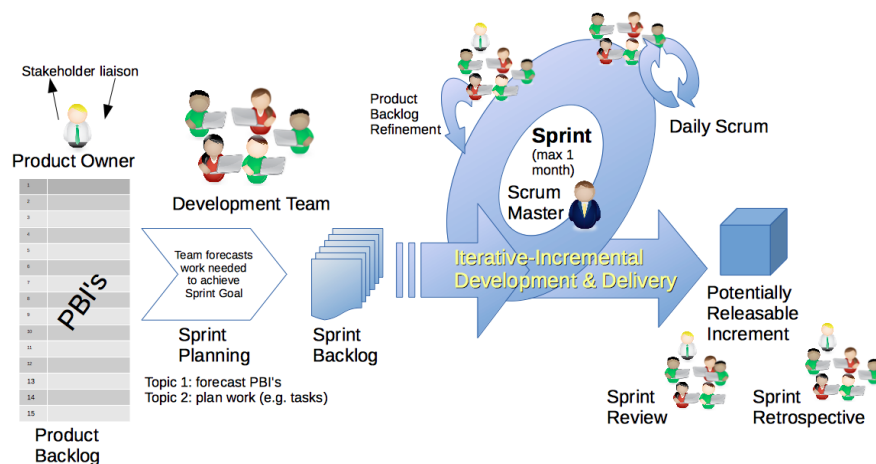 Stakeholder liaison
Product Owner
1
2
3
4
5
6
7
8
9
10
11
12
13
14
15
PBI's
Product
Backlog
Development Team
Team forecasts
work needed
to achieve
Sprint Goal
Sprint
Planning
Topic 1: forecast PBI's
Topic 2: plan work (e.g. tasks)
Sprint
Backlog
Product
Backlog
Refinement
Sprint
(max 1
month)
Scrum
Master
Daily Scrum
Iterative-Incremental
Development & Delivery
Potentially
Releasable
Increment
Sprint
Review
Sprint
Retrospective